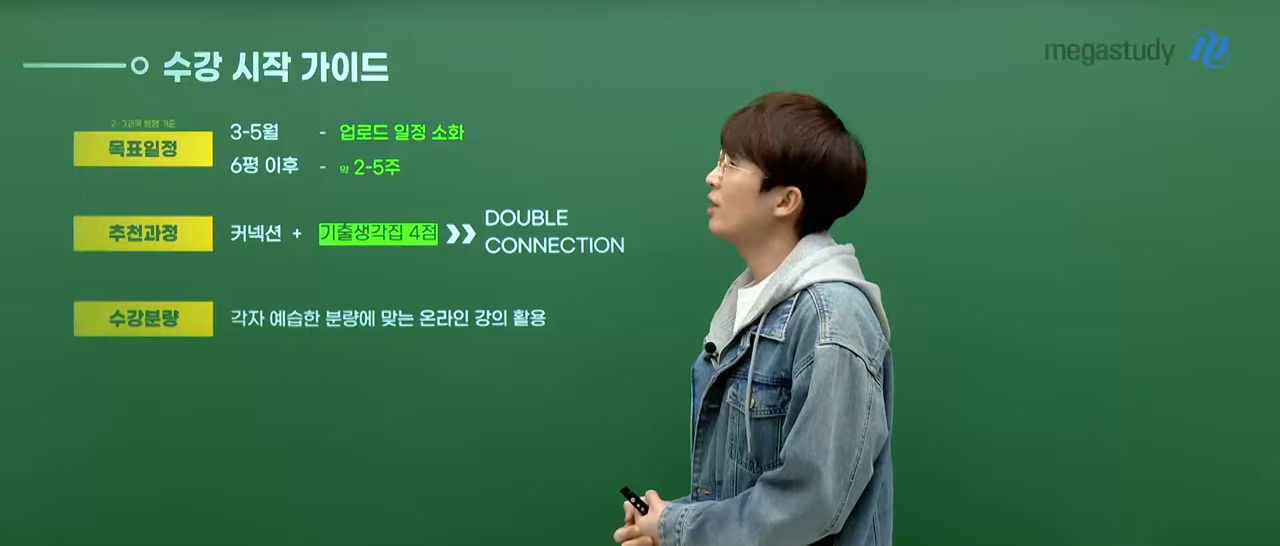 megastudy
수강 시작 가이드
2-3과목 병행 기준
목표일정
3-5월 - 업로드 일정 소화
6평 이후 - 약 2-5주
추천과정
커넥션 + 기출생각집 4점
DOUBLE
CONNECTION
수강분량
각자 예습한 분량에 맞는 온라인 강의 활용